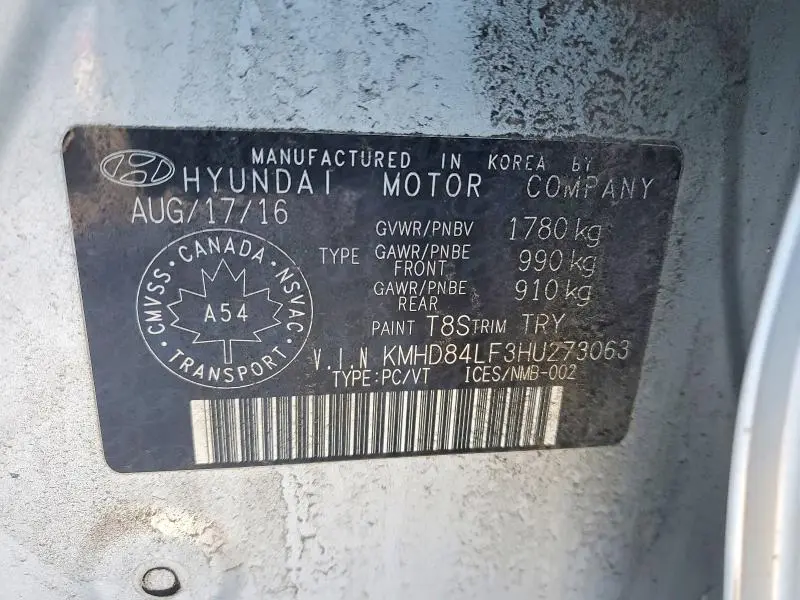 MANUFACTURED IN KOREA BY
HYUNDAI MOTOR COMPANY
AUG/17/16
GVWR/PNBV 1780 kg
TYPE GAWR/PNBE FRONT 990 kg
GAWR/PNBE REAR 910 kg
PAINT T8S TRIM TRY
CMVSS · CANADA · NSVAC · TRANSPORT
A54
V.I.N KMHD84LF3HU273063
TYPE:PC/VT ICES/NMB-002